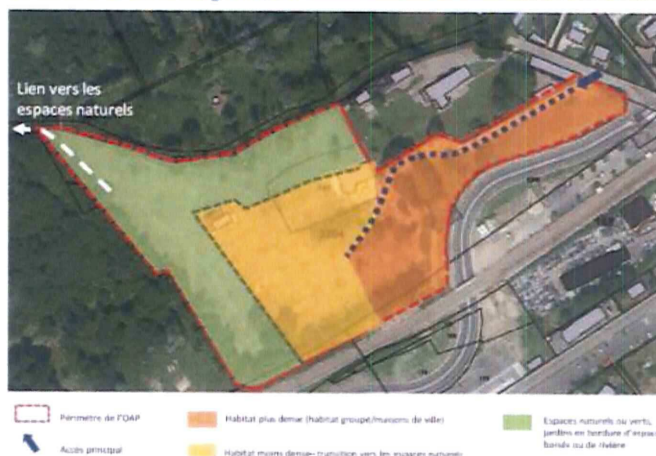 Lien vers les
espaces naturels
Périmètre de l'OAP
Accès principal
Habitat plus dense (habitat groupé/maisons de ville)
Habitat moins dense– transition vers les espaces naturels
Espaces naturels ou verts,
jardins en bordure d'espace
ou de rivière